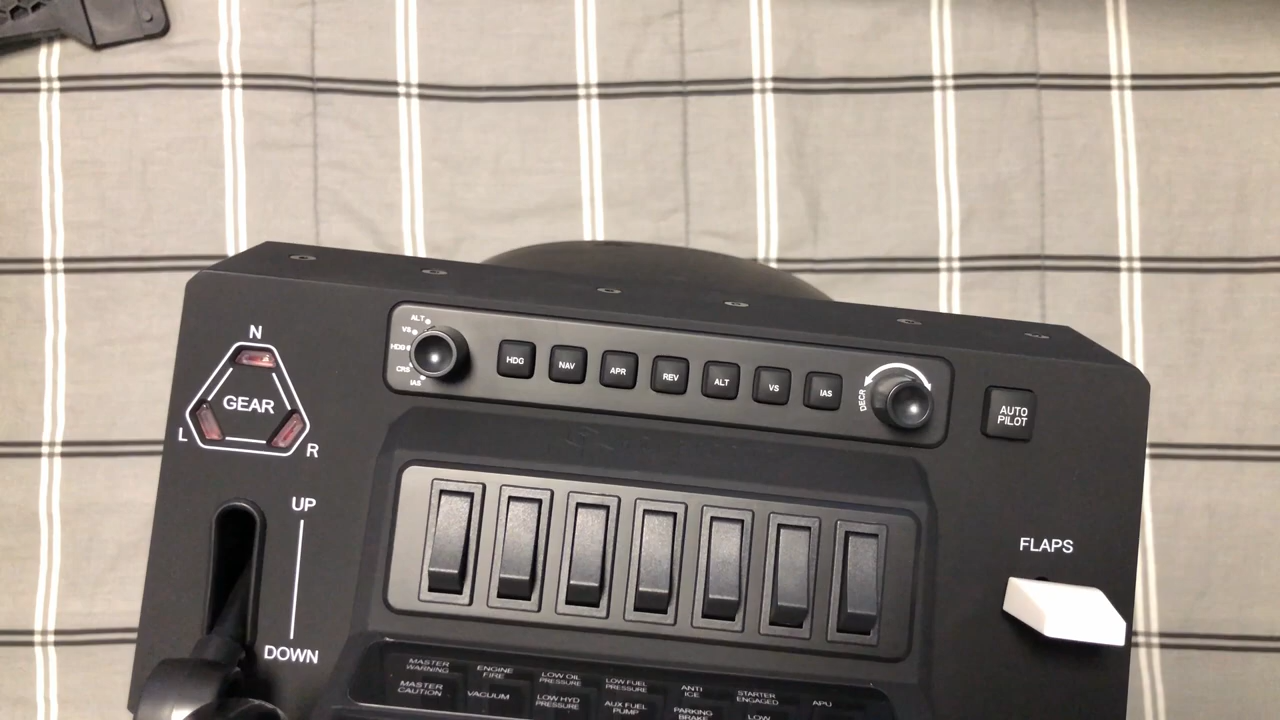 N
GEAR
L
R
UP
DOWN
ALT
VS
HDG
CRS
IAS
HDG
NAV
APR
REV
ALT
VS
IAS
DECR
AUTO
PILOT
FLAPS
MASTER
WARNING
ENGINE
FIRE
LOW OIL
PRESSURE
LOW FUEL
PRESSURE
ANTI
ICE
STARTER
ENGAGED
APU
MASTER
CAUTION
VACUUM
LOW HYD
PRESSURE
AUX FUEL
PUMP
PARKING
BRAKE
LOW